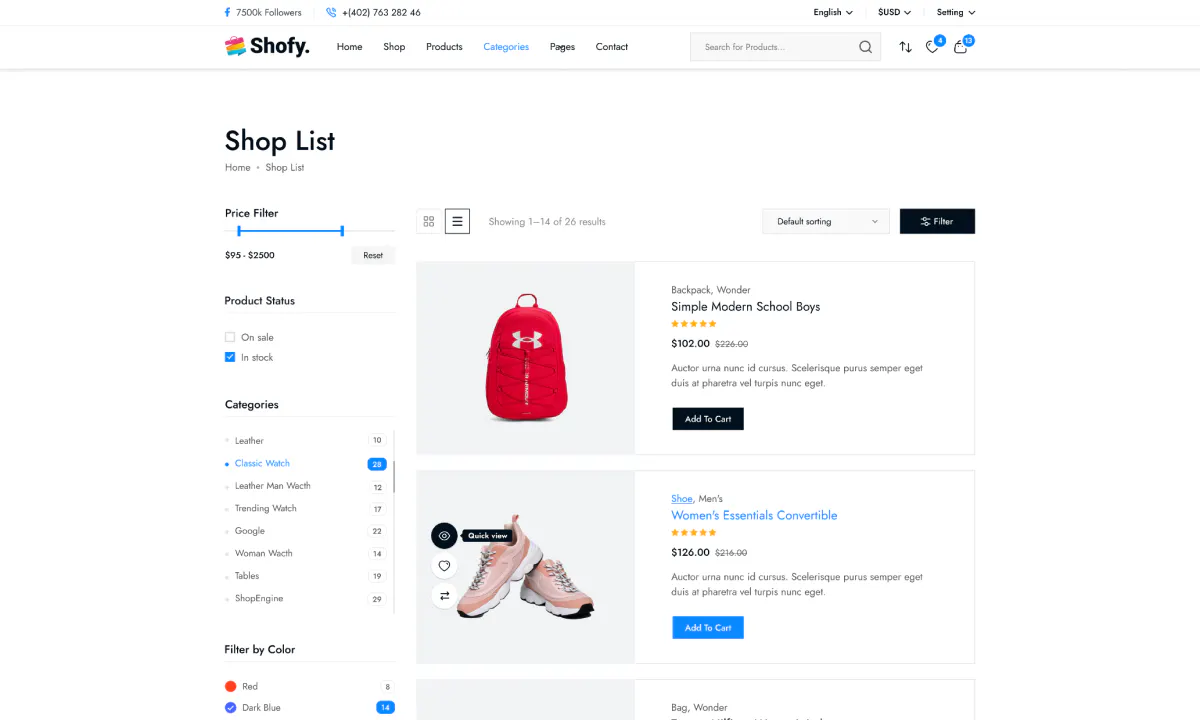 7500k Followers +(402) 763 282 46 English $USD Setting
Shofy. Home Shop Products Categories Pages Contact Search for Products... 4 13
Shop List
Home • Shop List
Price Filter
Showing 1–14 of 26 results Default sorting Filter
$95 - $2500 Reset
Product Status
On sale
In stock
Categories
Leather 10
Classic Watch 28
Leather Man Wacth 12
Trending Watch 17
Google 22
Woman Wacth 14
Tables 19
ShopEngine 29
Filter by Color
Red 8
Dark Blue 14
Backpack, Wonder
Simple Modern School Boys
$102.00 $226.00
Auctor urna nunc id cursus. Scelerisque purus semper eget
duis at pharetra vel turpis nunc eget.
Add To Cart
Quick view
Shoe, Men's
Women's Essentials Convertible
$126.00 $216.00
Auctor urna nunc id cursus. Scelerisque purus semper eget
duis at pharetra vel turpis nunc eget.
Add To Cart
Bag, Wonder